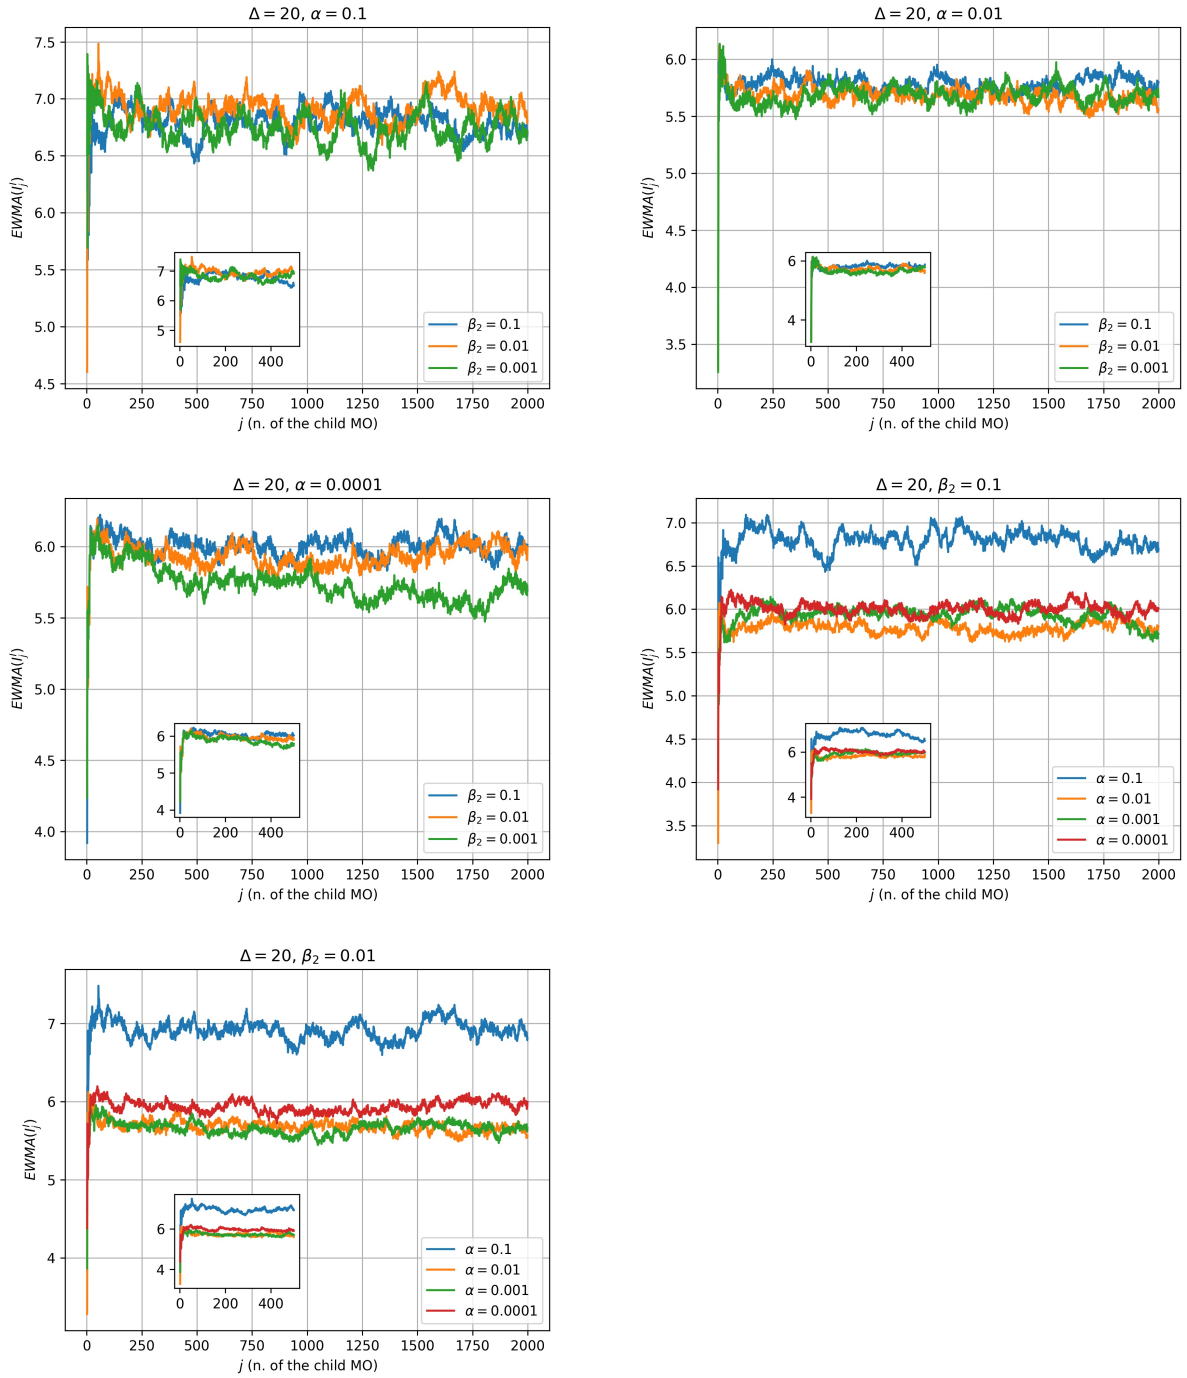 Δ = 20, α = 0.1
EWMA(I'_j)
7.5
7.0
6.5
6.0
5.5
5.0
4.5
7
6
5
0 200 400
β₂ = 0.1
β₂ = 0.01
β₂ = 0.001
0 250 500 750 1000 1250 1500 1750 2000
j (n. of the child MO)
Δ = 20, α = 0.01
EWMA(I'_j)
6.0
5.5
5.0
4.5
4.0
3.5
6
4
0 200 400
β₂ = 0.1
β₂ = 0.01
β₂ = 0.001
0 250 500 750 1000 1250 1500 1750 2000
j (n. of the child MO)
Δ = 20, α = 0.0001
EWMA(I'_j)
6.0
5.5
5.0
4.5
4.0
6
5
4
0 200 400
β₂ = 0.1
β₂ = 0.01
β₂ = 0.001
0 250 500 750 1000 1250 1500 1750 2000
j (n. of the child MO)
Δ = 20, β₂ = 0.1
EWMA(I'_j)
7.0
6.5
6.0
5.5
5.0
4.5
4.0
3.5
6
4
0 200 400
α = 0.1
α = 0.01
α = 0.001
α = 0.0001
0 250 500 750 1000 1250 1500 1750 2000
j (n. of the child MO)
Δ = 20, β₂ = 0.01
EWMA(I'_j)
7
6
5
4
6
4
0 200 400
α = 0.1
α = 0.01
α = 0.001
α = 0.0001
0 250 500 750 1000 1250 1500 1750 2000
j (n. of the child MO)